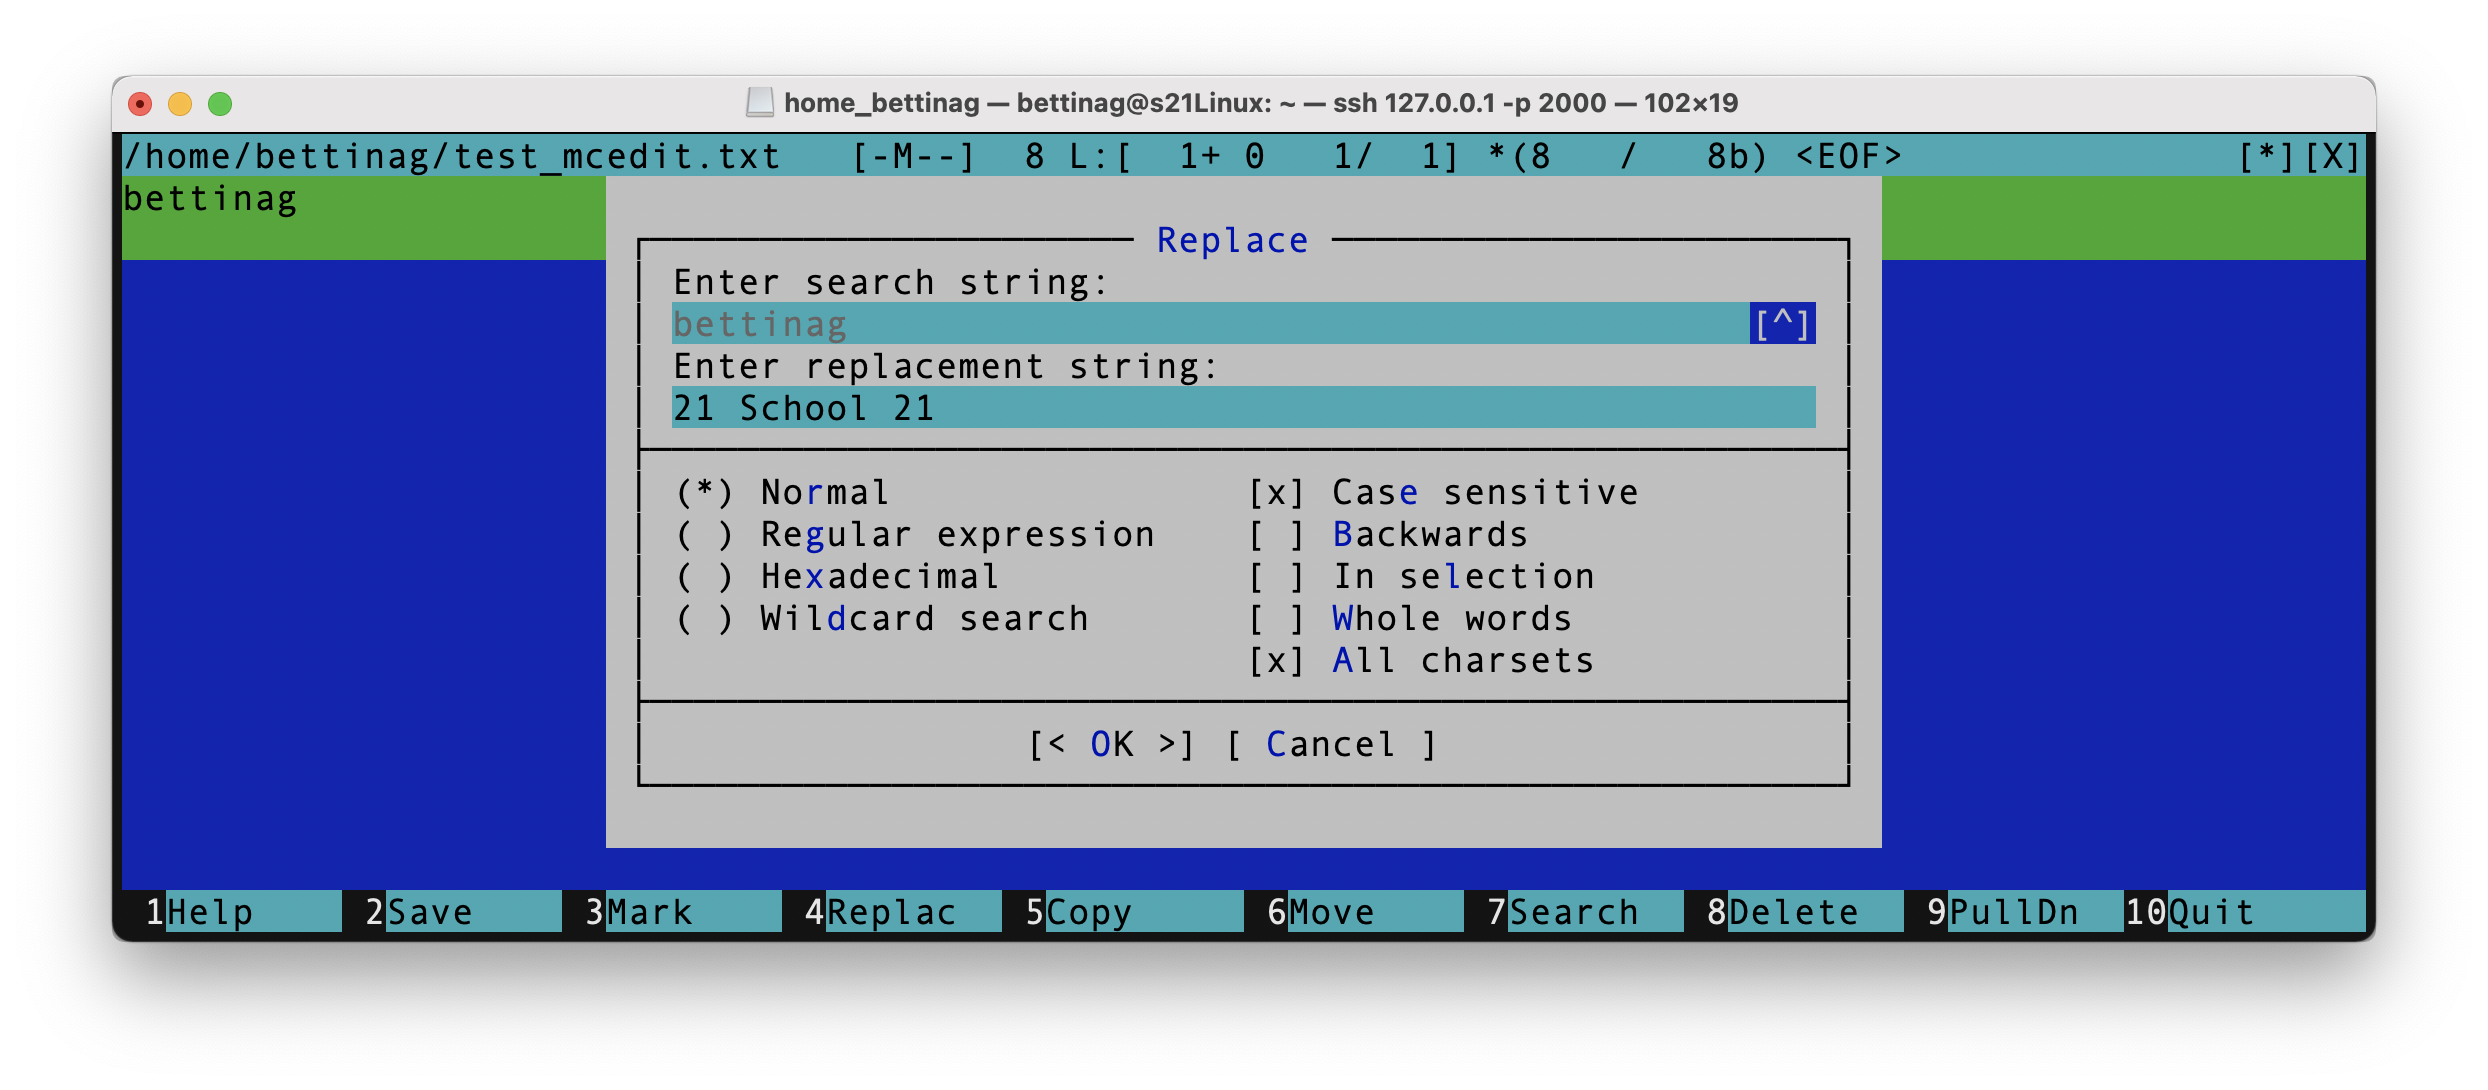 home_bettinag — bettinag@s21Linux: ~ — ssh 127.0.0.1 -p 2000 — 102×19
/home/bettinag/test_mcedit.txt   [-M--]  8 L:[  1+ 0   1/  1] *(8   /   8b) <EOF>   [*][X]
bettinag
Replace
Enter search string:
bettinag [^]
Enter replacement string:
21 School 21
(*) Normal [x] Case sensitive
( ) Regular expression [ ] Backwards
( ) Hexadecimal [ ] In selection
( ) Wildcard search [ ] Whole words
[x] All charsets
[< OK >] [ Cancel ]
1Help 2Save 3Mark 4Replac 5Copy 6Move 7Search 8Delete 9PullDn 10Quit